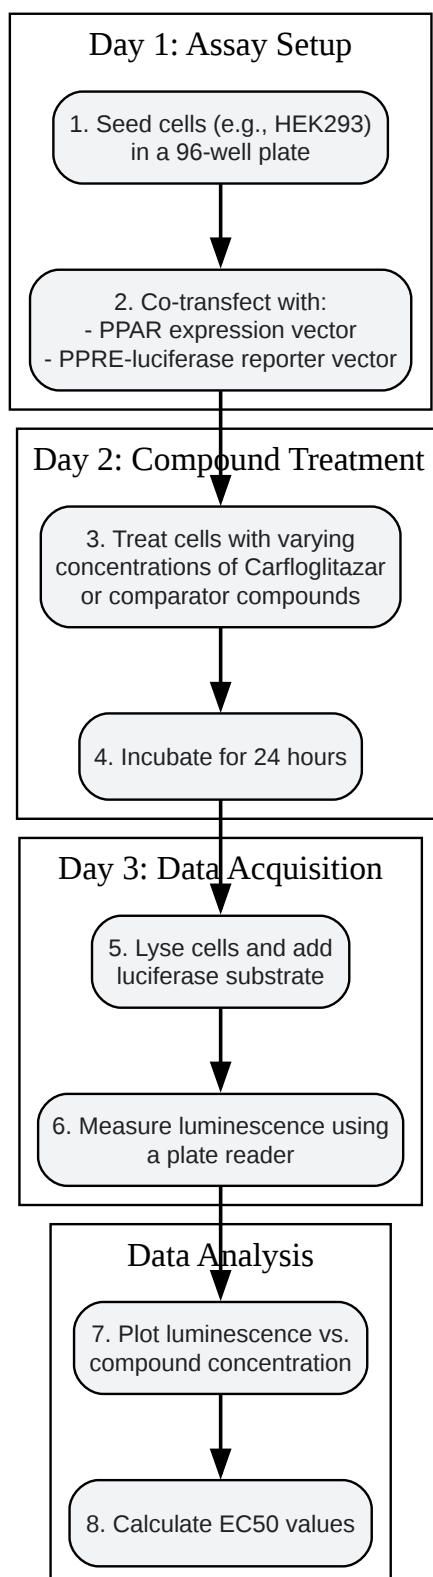 Day 1: Assay Setup
1. Seed cells (e.g., HEK293)
in a 96-well plate
2. Co-transfect with:
- PPAR expression vector
- PPRE-luciferase reporter vector
Day 2: Compound Treatment
3. Treat cells with varying
concentrations of Carfloglitazar
or comparator compounds
4. Incubate for 24 hours
Day 3: Data Acquisition
5. Lyse cells and add
luciferase substrate
6. Measure luminescence using
a plate reader
Data Analysis
7. Plot luminescence vs.
compound concentration
8. Calculate EC50 values